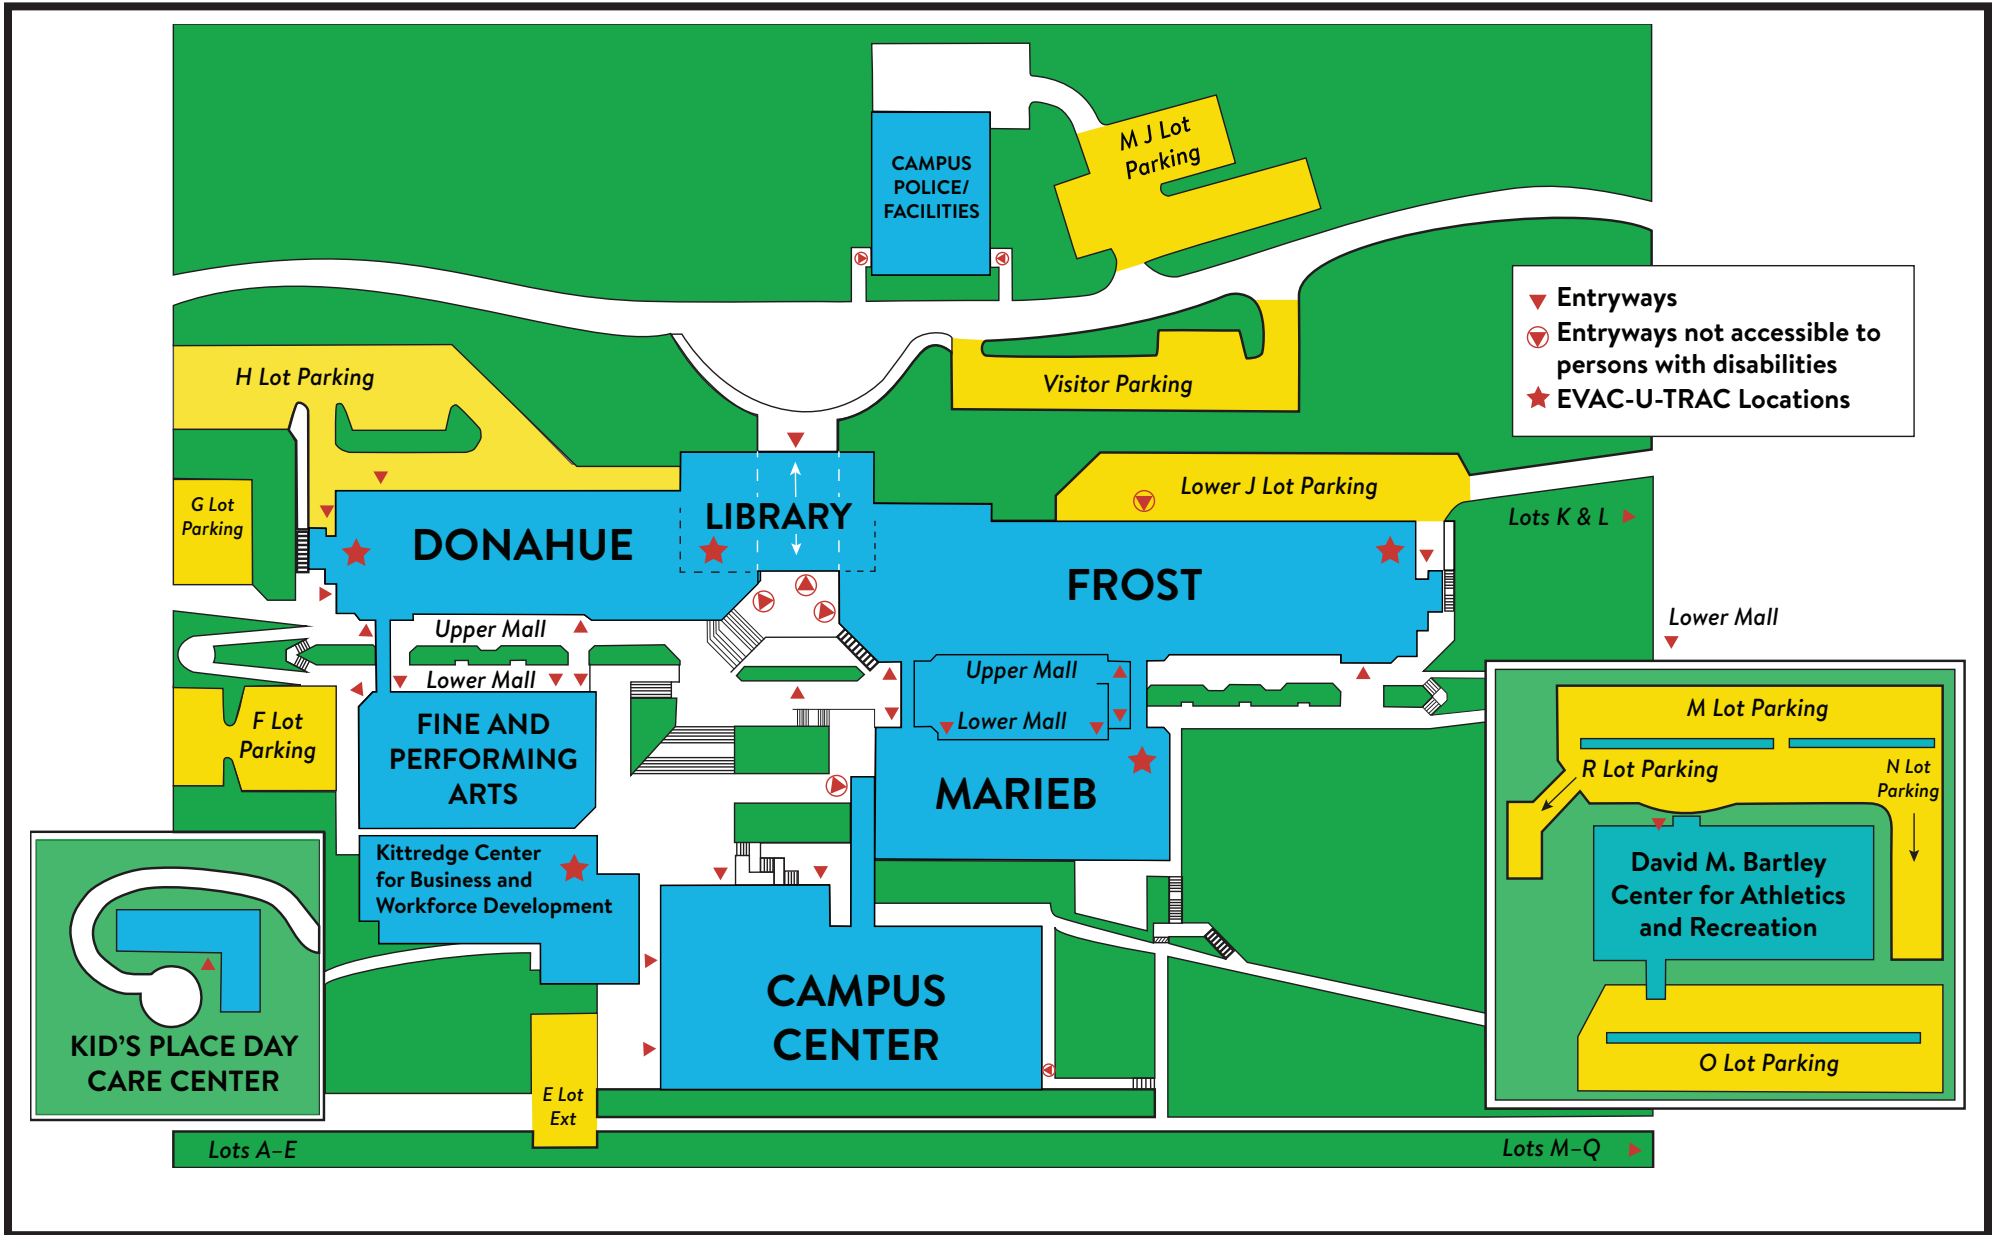 CAMPUS
POLICE/
FACILITIES
M J Lot
Parking
Entryways
Entryways not accessible to
persons with disabilities
EVAC-U-TRAC Locations
H Lot Parking
Visitor Parking
G Lot
Parking
DONAHUE
LIBRARY
Lower J Lot Parking
FROST
Lots K & L
Lower Mall
Upper Mall
Lower Mall
Upper Mall
Lower Mall
F Lot
Parking
FINE AND
PERFORMING
ARTS
MARIEB
M Lot Parking
R Lot Parking
N Lot
Parking
David M. Bartley
Center for Athletics
and Recreation
O Lot Parking
Kittredge Center
for Business and
Workforce Development
CAMPUS
CENTER
KID'S PLACE DAY
CARE CENTER
E Lot
Ext
Lots A–E
Lots M–Q